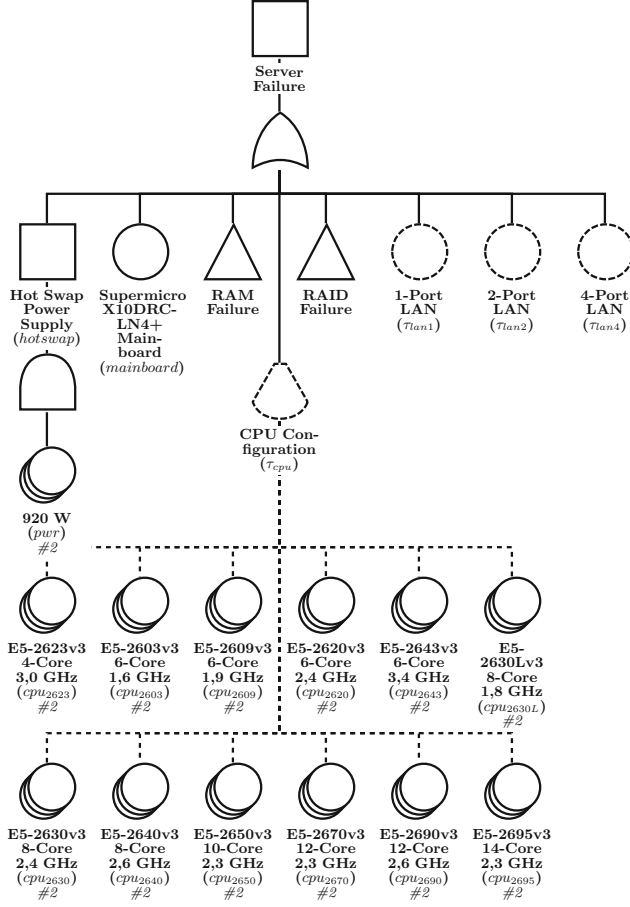 Server
Failure
Hot Swap
Power
Supply
(hotswap)
Supermicro
X10DRC-
LN4+
Main-
board
(mainboard)
RAM
Failure
RAID
Failure
1-Port
LAN
(τlan1)
2-Port
LAN
(τlan2)
4-Port
LAN
(τlan4)
CPU Con-
figuration
(τcpu)
920 W
(pwr)
#2
E5-2623v3
4-Core
3,0 GHz
(cpu2623)
#2
E5-2603v3
6-Core
1,6 GHz
(cpu2603)
#2
E5-2609v3
6-Core
1,9 GHz
(cpu2609)
#2
E5-2620v3
6-Core
2,4 GHz
(cpu2620)
#2
E5-2643v3
6-Core
3,4 GHz
(cpu2643)
#2
E5-
2630Lv3
8-Core
1,8 GHz
(cpu2630L)
#2
E5-2630v3
8-Core
2,4 GHz
(cpu2630)
#2
E5-2640v3
8-Core
2,6 GHz
(cpu2640)
#2
E5-2650v3
10-Core
2,3 GHz
(cpu2650)
#2
E5-2670v3
12-Core
2,3 GHz
(cpu2670)
#2
E5-2690v3
12-Core
2,6 GHz
(cpu2690)
#2
E5-2695v3
14-Core
2,3 GHz
(cpu2695)
#2